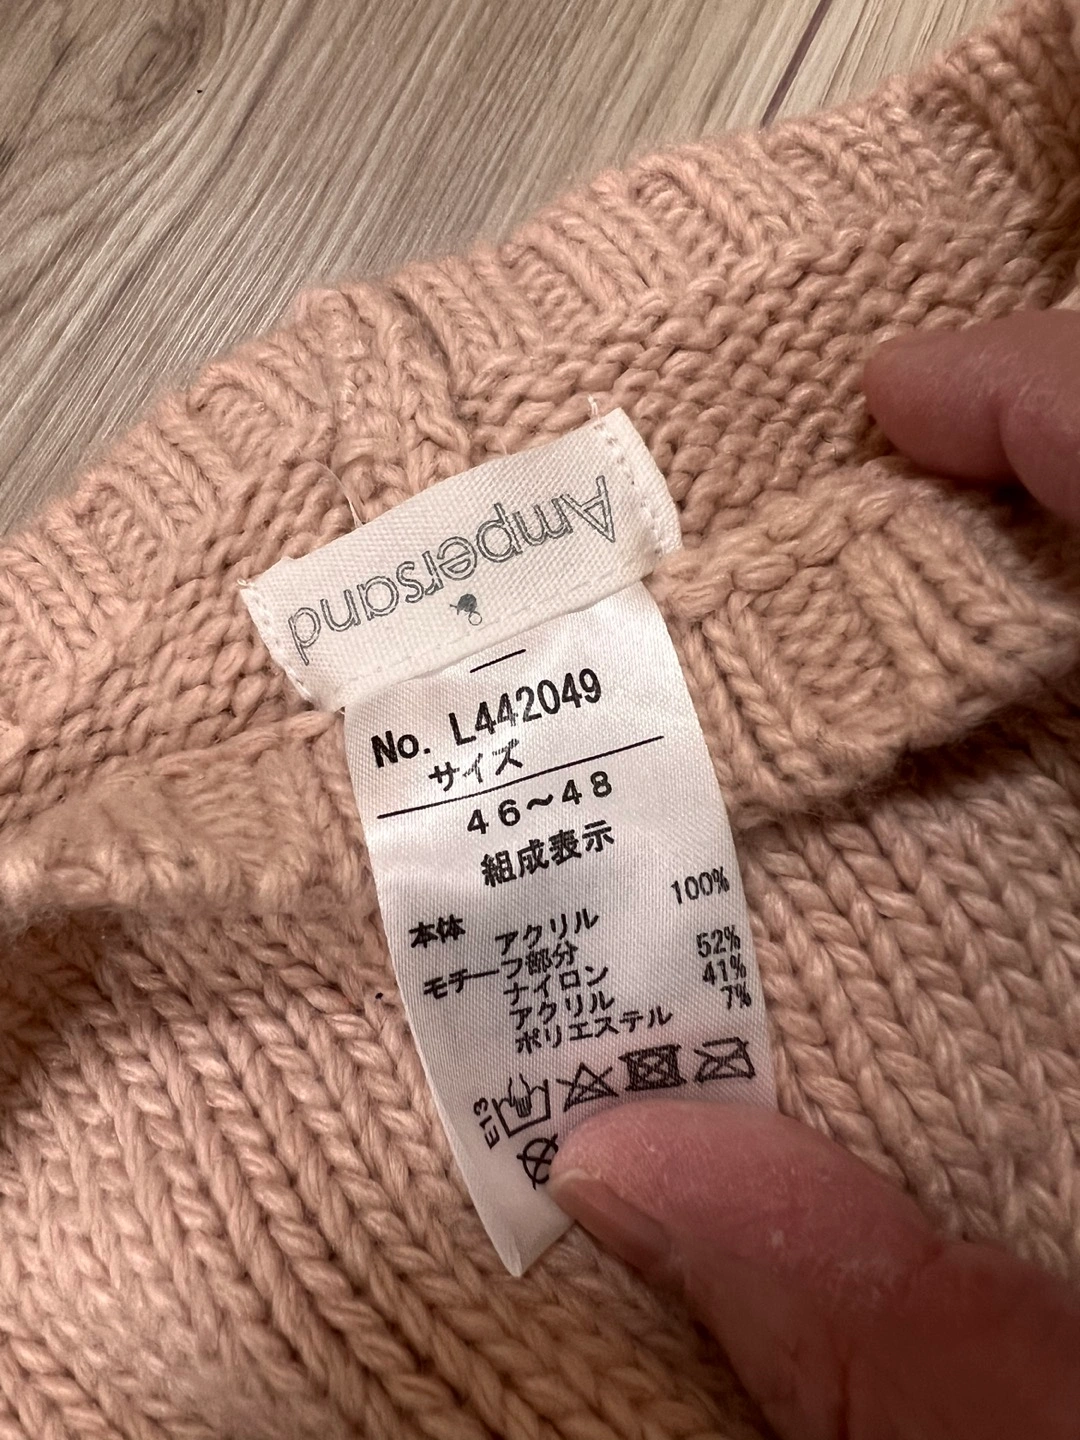 Ampersand
No. L442049
サイズ
46～48
組成表示
本体 100%
アクリル
モチーフ部分
ナイロン 52%
アクリル 41%
ポリエステル 7%
E13